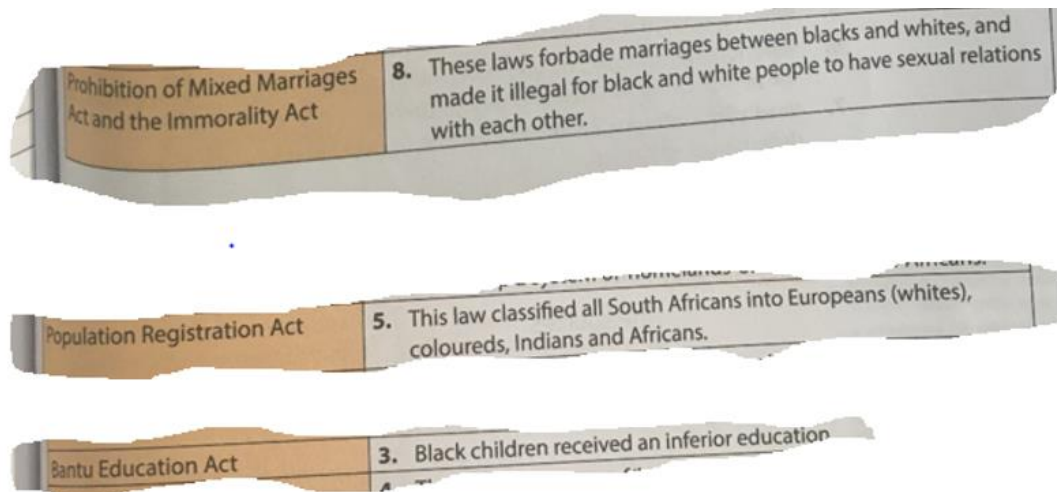 Prohibition of Mixed Marriages
Act and the Immorality Act
8. These laws forbade marriages between blacks and whites, and
made it illegal for black and white people to have sexual relations
with each other.
Population Registration Act
5. This law classified all South Africans into Europeans (whites),
coloureds, Indians and Africans.
Bantu Education Act
3. Black children received an inferior education